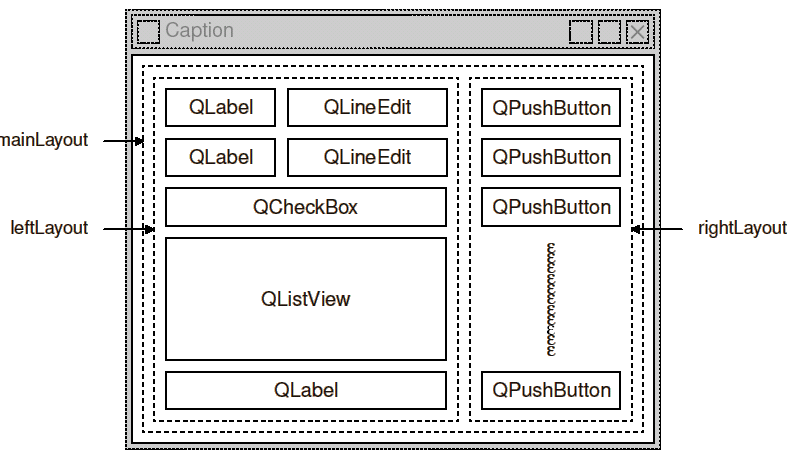 Caption
QLabel QLineEdit QPushButton
mainLayout
QLabel QLineEdit QPushButton
QCheckBox QPushButton
leftLayout rightLayout
QListView
QLabel QPushButton